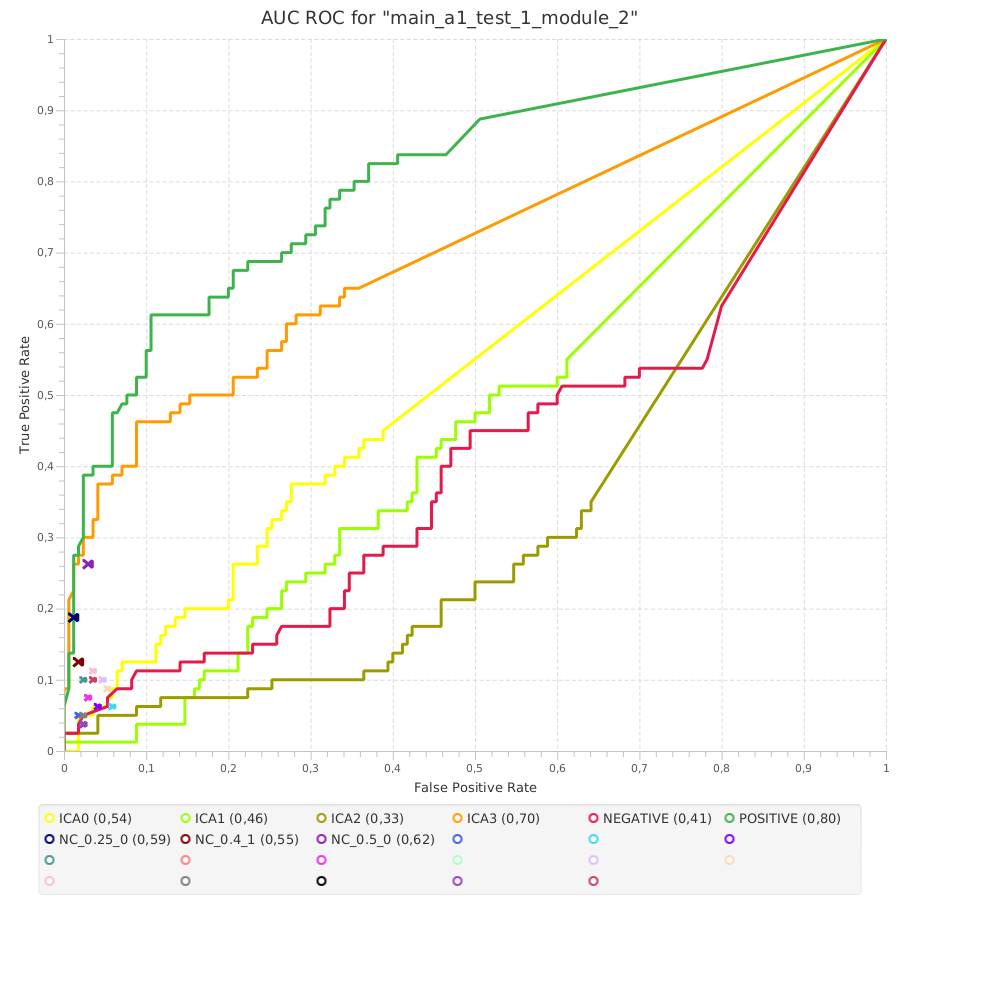 AUC ROC for "main_a1_test_1_module_2"
1
0,9
0,8
0,7
0,6
0,5
0,4
0,3
0,2
0,1
0
True Positive Rate
0 0,1 0,2 0,3 0,4 0,5 0,6 0,7 0,8 0,9 1
False Positive Rate
ICA0 (0,54) ICA1 (0,46) ICA2 (0,33) ICA3 (0,70) NEGATIVE (0,41) POSITIVE (0,80)
NC_0.25_0 (0,59) NC_0.4_1 (0,55) NC_0.5_0 (0,62)